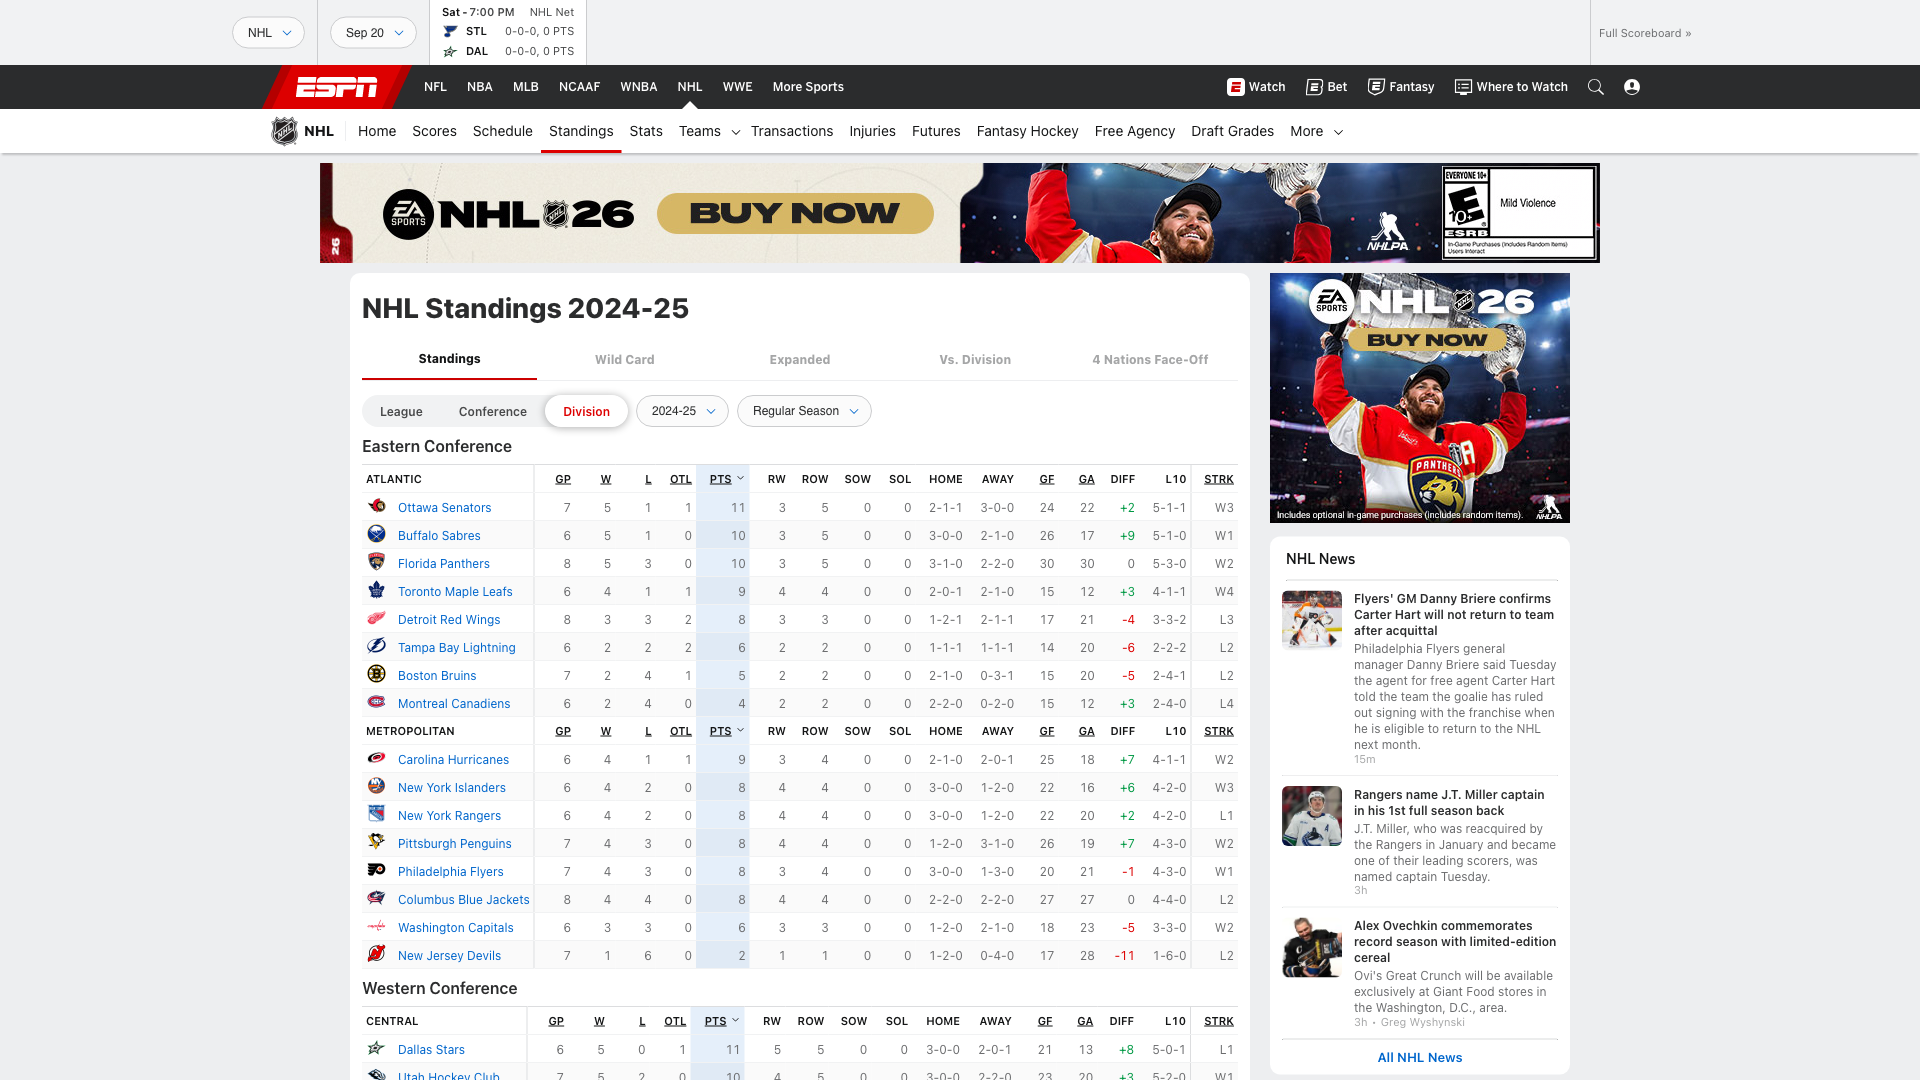 NHL
Sep 20
Sat - 7:00 PM NHL Net
STL 0-0-0, 0 PTS
DAL 0-0-0, 0 PTS
Full Scoreboard »
ESPN
NFL NBA MLB NCAAF WNBA NHL WWE More Sports
Watch Bet Fantasy Where to Watch
NHL Home Scores Schedule Standings Stats Teams Transactions Injuries Futures Fantasy Hockey Free Agency Draft Grades More
26
EA SPORTS NHL 26 BUY NOW
NHLPA
EVERYONE 10+
E 10+
ESRB
Mild Violence
In-Game Purchases (Includes Random Items)
Users Interact
NHL Standings 2024-25
Standings Wild Card Expanded Vs. Division 4 Nations Face-Off
League Conference Division 2024-25 Regular Season
Eastern Conference
ATLANTIC GP W L OTL PTS RW ROW SOW SOL HOME AWAY GF GA DIFF L10 STRK
Ottawa Senators 7 5 1 1 11 3 5 0 0 2-1-1 3-0-0 24 22 +2 5-1-1 W3
Buffalo Sabres 6 5 1 0 10 3 5 0 0 3-0-0 2-1-0 26 17 +9 5-1-0 W1
Florida Panthers 8 5 3 0 10 3 5 0 0 3-1-0 2-2-0 30 30 0 5-3-0 W2
Toronto Maple Leafs 6 4 1 1 9 4 4 0 0 2-0-1 2-1-0 15 12 +3 4-1-1 W4
Detroit Red Wings 8 3 3 2 8 3 3 0 0 1-2-1 2-1-1 17 21 -4 3-3-2 L3
Tampa Bay Lightning 6 2 2 2 6 2 2 0 0 1-1-1 1-1-1 14 20 -6 2-2-2 L2
Boston Bruins 7 2 4 1 5 2 2 0 0 2-1-0 0-3-1 15 20 -5 2-4-1 L2
Montreal Canadiens 6 2 4 0 4 2 2 0 0 2-2-0 0-2-0 15 12 +3 2-4-0 L4
METROPOLITAN GP W L OTL PTS RW ROW SOW SOL HOME AWAY GF GA DIFF L10 STRK
Carolina Hurricanes 6 4 1 1 9 3 4 0 0 2-1-0 2-0-1 25 18 +7 4-1-1 W2
New York Islanders 6 4 2 0 8 4 4 0 0 3-0-0 1-2-0 22 16 +6 4-2-0 W3
New York Rangers 6 4 2 0 8 4 4 0 0 3-0-0 1-2-0 22 20 +2 4-2-0 L1
Pittsburgh Penguins 7 4 3 0 8 4 4 0 0 1-2-0 3-1-0 26 19 +7 4-3-0 W2
Philadelphia Flyers 7 4 3 0 8 3 4 0 0 3-0-0 1-3-0 20 21 -1 4-3-0 W1
Columbus Blue Jackets 8 4 4 0 8 4 4 0 0 2-2-0 2-2-0 27 27 0 4-4-0 L2
Washington Capitals 6 3 3 0 6 3 3 0 0 1-2-0 2-1-0 18 23 -5 3-3-0 W2
New Jersey Devils 7 1 6 0 2 1 1 0 0 1-2-0 0-4-0 17 28 -11 1-6-0 L2
Western Conference
CENTRAL GP W L OTL PTS RW ROW SOW SOL HOME AWAY GF GA DIFF L10 STRK
Dallas Stars 6 5 0 1 11 5 5 0 0 3-0-0 2-0-1 21 13 +8 5-0-1 L1
Utah Hockey Club 7 5 2 0 10 4 5 0 0 3-0-0 2-2-0 23 20 +3 5-2-0 W1
EA SPORTS NHL 26
BUY NOW
PANTHERS
A
Includes optional in-game purchases (includes random items).
NHLPA
NHL News
Flyers' GM Danny Briere confirms
Carter Hart will not return to team
after acquittal
Philadelphia Flyers general
manager Danny Briere said Tuesday
the agent for free agent Carter Hart
told the team the goalie has ruled
out signing with the franchise when
he is eligible to return to the NHL
next month.
15m
Rangers name J.T. Miller captain
in his 1st full season back
J.T. Miller, who was reacquired by
the Rangers in January and became
one of their leading scorers, was
named captain Tuesday.
3h
Alex Ovechkin commemorates
record season with limited-edition
cereal
Ovi's Great Crunch will be available
exclusively at Giant Food stores in
the Washington, D.C., area.
3h • Greg Wyshynski
All NHL News